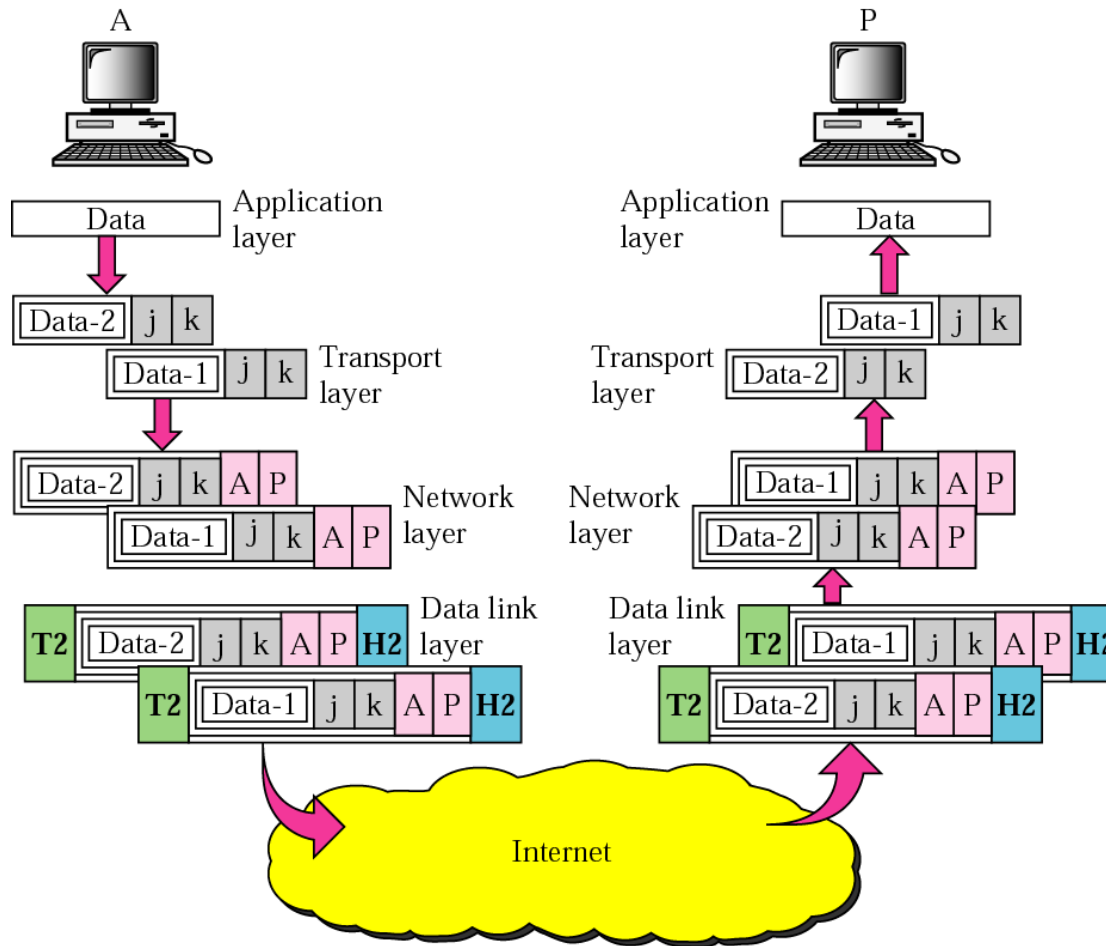 A
P
Data
Application
layer
Application
layer
Data
Data-2 j k
Data-1 j k
Transport
layer
Data-1 j k
Transport
layer
Data-2 j k
Data-2 j k A P
Data-1 j k A P
Network
layer
Data-1 j k A P
Network
layer
Data-2 j k A P
T2 Data-2 j k A P H2
Data link
layer
T2 Data-1 j k A P H2
Data link
layer
T2 Data-1 j k A P H2
T2 Data-2 j k A P H2
Internet